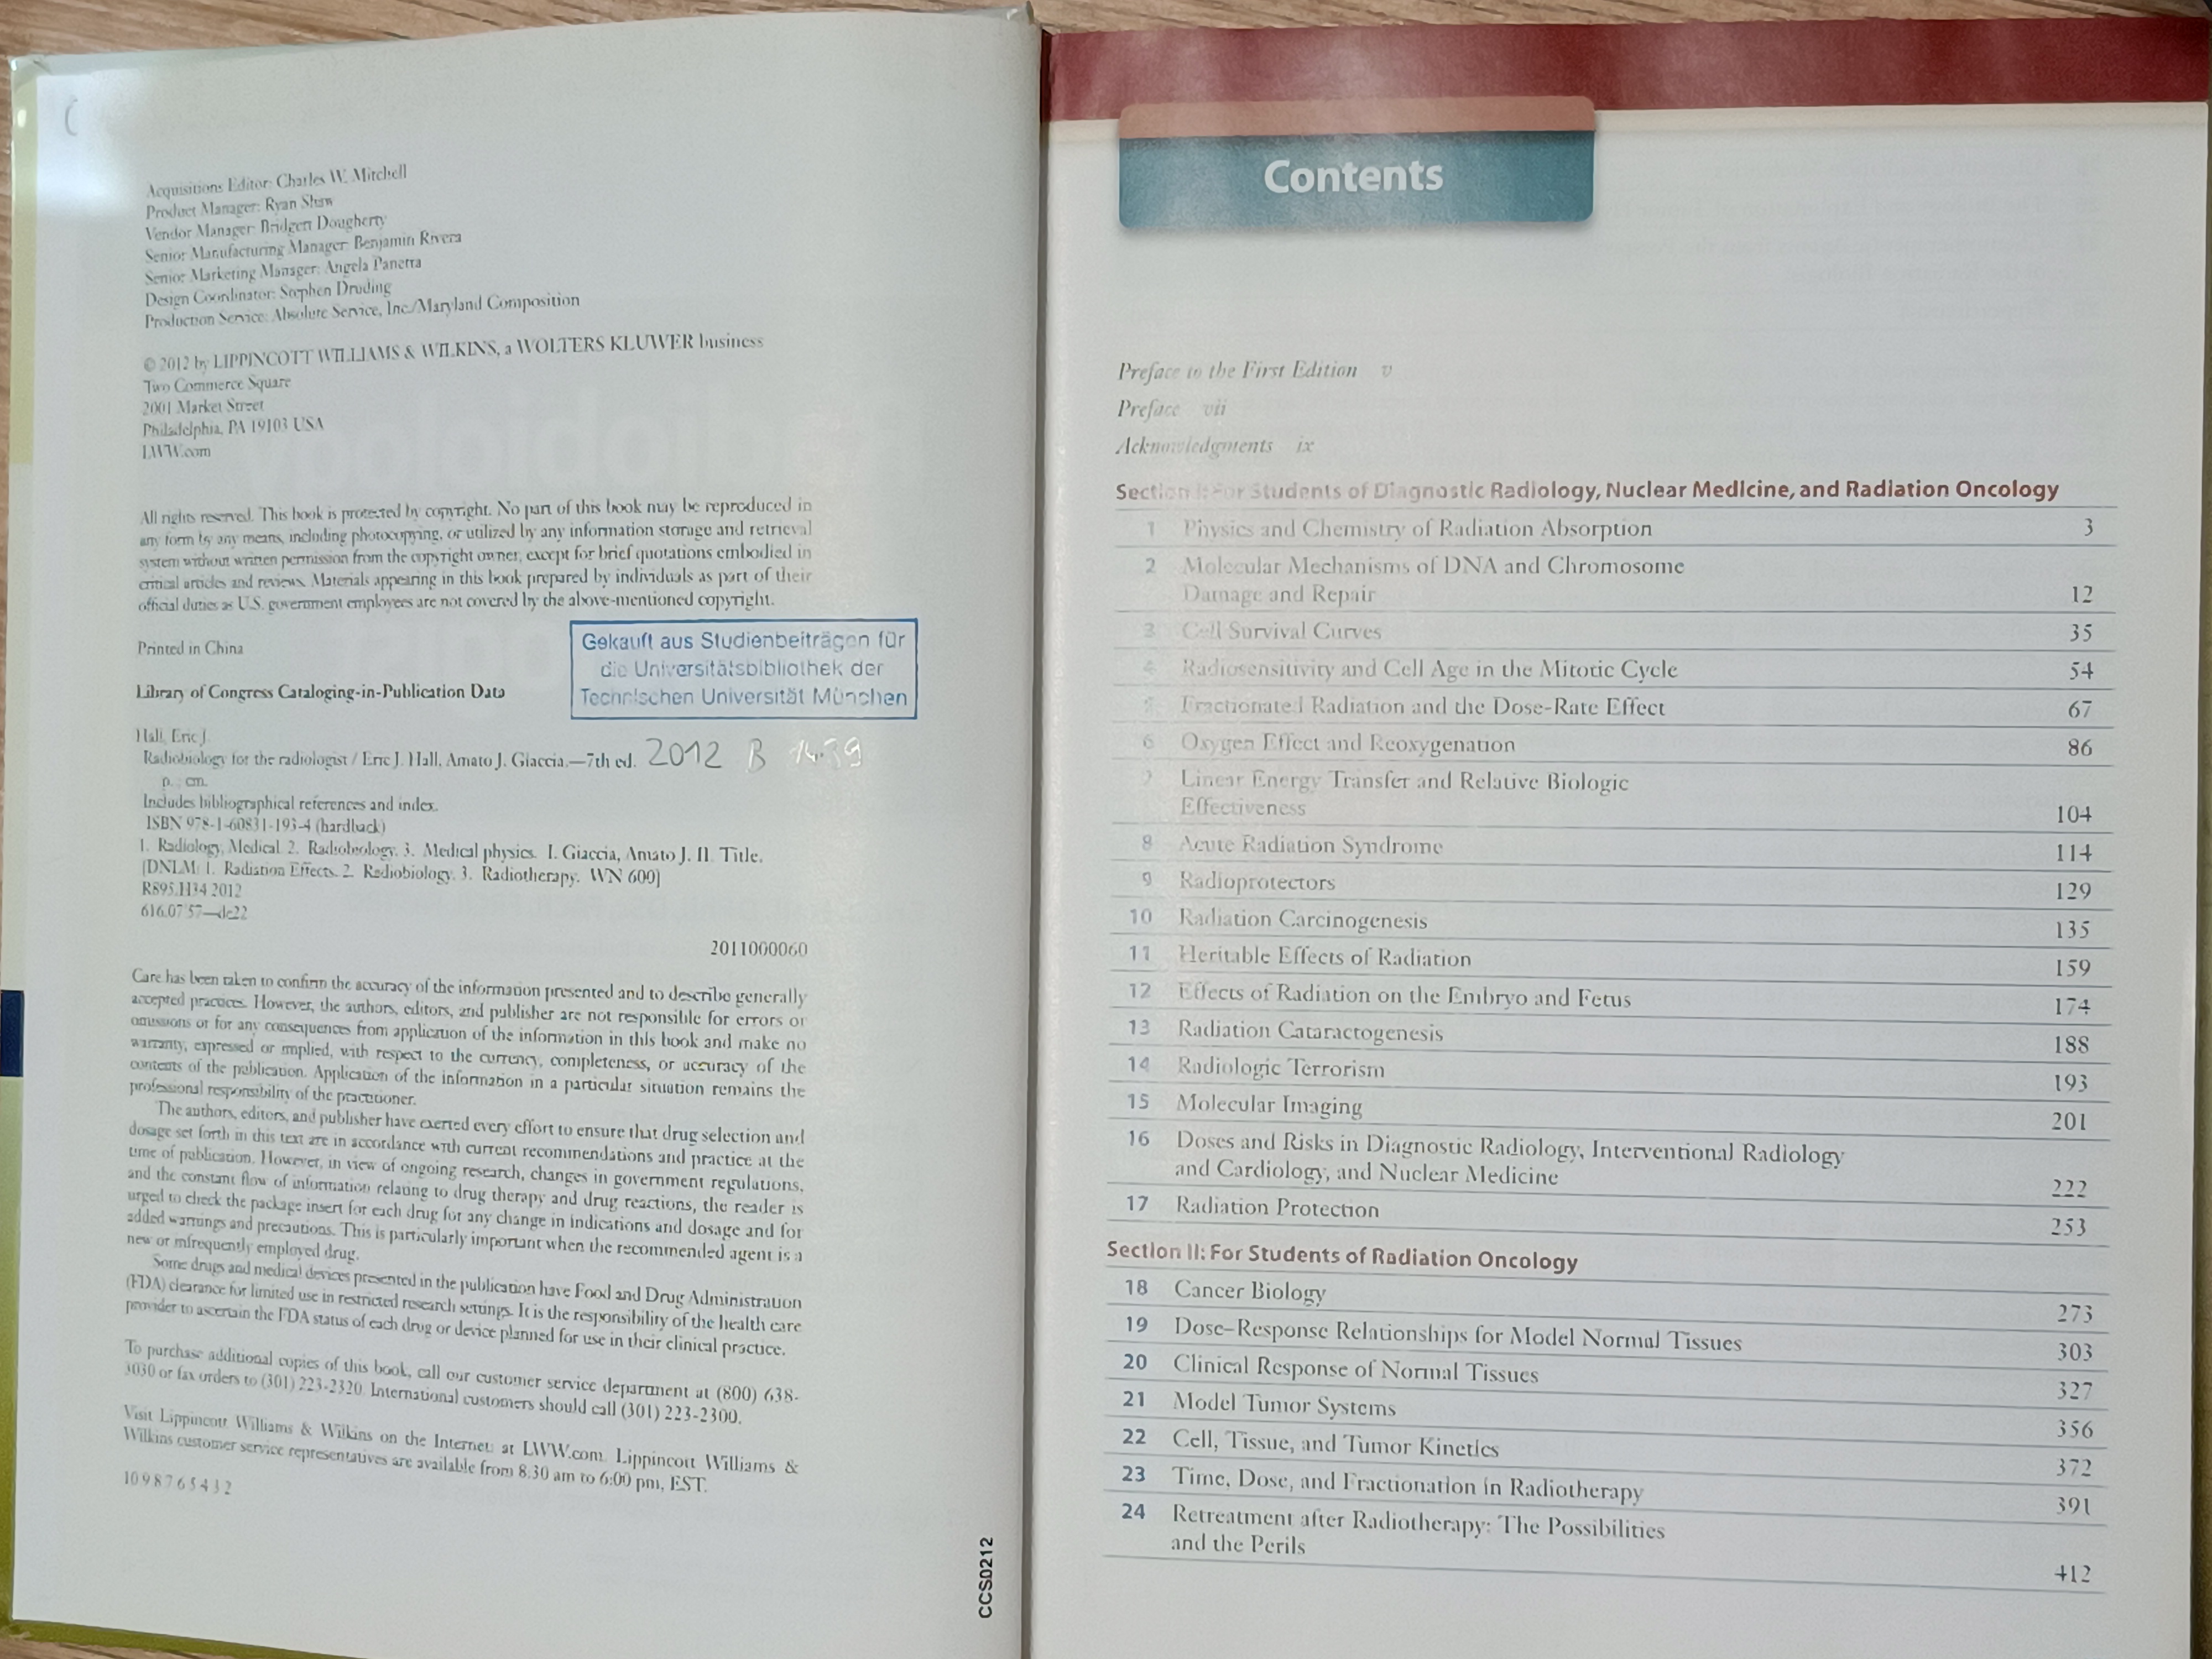 Acquisitions Editor: Charles W. Mitchell
Product Manager: Ryan Shaw
Vendor Manager: Bridgett Dougherty
Senior Manufacturing Manager: Benjamin Rivera
Senior Marketing Manager: Angela Panetta
Design Coordinator: Stephen Druding
Production Service: Absolute Service, Inc./Maryland Composition
© 2012 by LIPPINCOTT WILLIAMS & WILKINS, a WOLTERS KLUWER business
Two Commerce Square
2001 Market Street
Philadelphia, PA 19103 USA
LWW.com
All rights reserved. This book is protected by copyright. No part of this book may be reproduced in
any form by any means, including photocopying, or utilized by any information storage and retrieval
system without written permission from the copyright owner, except for brief quotations embodied in
critical articles and reviews. Materials appearing in this book prepared by individuals as part of their
official duties as U.S. government employees are not covered by the above-mentioned copyright.
Printed in China
Gekauft aus Studienbeiträgen für
die Universitätsbibliothek der
Technischen Universität München
Library of Congress Cataloging-in-Publication Data
Hall, Eric J.
Radiobiology for the radiologist / Eric J. Hall, Amato J. Giaccia.—7th ed. 2012 B 1439
p. cm.
Includes bibliographical references and index.
ISBN 978-1-60831-193-4 (hardback)
1. Radiology, Medical. 2. Radiobiology. 3. Medical physics. I. Giaccia, Amato J. II. Title.
[DNLM: 1. Radiation Effects. 2. Radiobiology. 3. Radiotherapy. WN 600]
R895.H34 2012
616.07'57—dc22
2011000060
Care has been taken to confirm the accuracy of the information presented and to describe generally
accepted practices. However, the authors, editors, and publisher are not responsible for errors or
omissions or for any consequences from application of the information in this book and make no
warranty, expressed or implied, with respect to the currency, completeness, or accuracy of the
contents of the publication. Application of the information in a particular situation remains the
professional responsibility of the practitioner.
The authors, editors, and publisher have exerted every effort to ensure that drug selection and
dosage set forth in this text are in accordance with current recommendations and practice at the
time of publication. However, in view of ongoing research, changes in government regulations,
and the constant flow of information relating to drug therapy and drug reactions, the reader is
urged to check the package insert for each drug for any change in indications and dosage and for
added warnings and precautions. This is particularly important when the recommended agent is a
new or infrequently employed drug.
Some drugs and medical devices presented in the publication have Food and Drug Administration
(FDA) clearance for limited use in restricted research settings. It is the responsibility of the health care
provider to ascertain the FDA status of each drug or device planned for use in their clinical practice.
To purchase additional copies of this book, call our customer service department at (800) 638-
3030 or fax orders to (301) 223-2320. International customers should call (301) 223-2300.
Visit Lippincott Williams & Wilkins on the Internet: at LWW.com. Lippincott Williams &
Wilkins customer service representatives are available from 8:30 am to 6:00 pm, EST.
10 9 8 7 6 5 4 3 2
CCS0212
Contents
Preface to the First Edition v
Preface vii
Acknowledgments ix
Section I: For Students of Diagnostic Radiology, Nuclear Medicine, and Radiation Oncology
1 Physics and Chemistry of Radiation Absorption 3
2 Molecular Mechanisms of DNA and Chromosome
Damage and Repair 12
3 Cell Survival Curves 35
4 Radiosensitivity and Cell Age in the Mitotic Cycle 54
5 Fractionated Radiation and the Dose-Rate Effect 67
6 Oxygen Effect and Reoxygenation 86
7 Linear Energy Transfer and Relative Biologic
Effectiveness 104
8 Acute Radiation Syndrome 114
9 Radioprotectors 129
10 Radiation Carcinogenesis 135
11 Heritable Effects of Radiation 159
12 Effects of Radiation on the Embryo and Fetus 174
13 Radiation Cataractogenesis 188
14 Radiologic Terrorism 193
15 Molecular Imaging 201
16 Doses and Risks in Diagnostic Radiology, Interventional Radiology
and Cardiology, and Nuclear Medicine 222
17 Radiation Protection 253
Section II: For Students of Radiation Oncology
18 Cancer Biology 273
19 Dose–Response Relationships for Model Normal Tissues 303
20 Clinical Response of Normal Tissues 327
21 Model Tumor Systems 356
22 Cell, Tissue, and Tumor Kinetics 372
23 Time, Dose, and Fractionation in Radiotherapy 391
24 Retreatment after Radiotherapy: The Possibilities
and the Perils 412